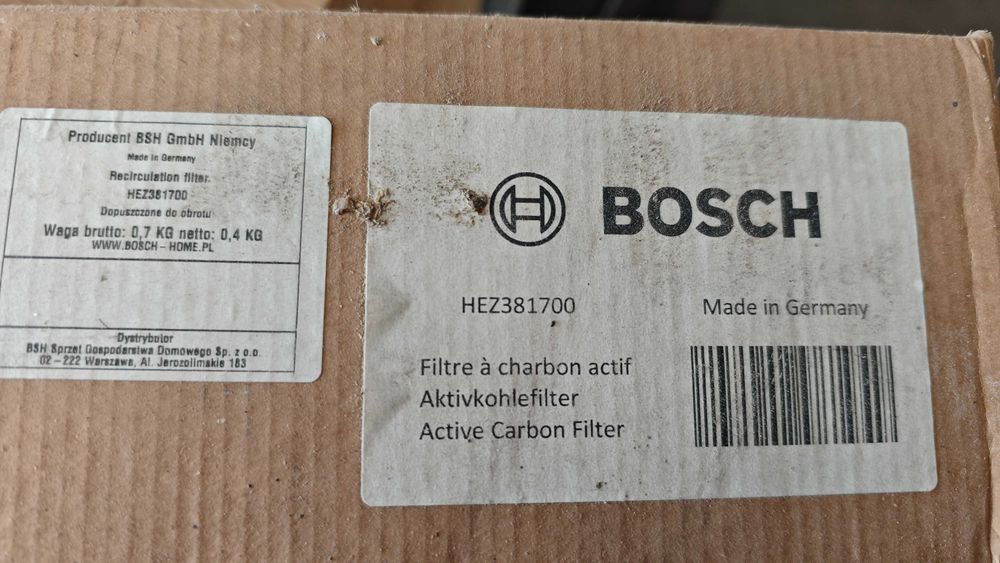 Producent BSH GmbH Niemcy
Made in Germany
Recirculation filter
HEZ381700
Dopuszczone do obrotu
Waga brutto: 0,7 KG netto: 0,4 KG
WWW.BOSCH-HOME.PL
Dystrybutor
BSH Sprzęt Gospodarstwa Domowego Sp. z o.o.
02-222 Warszawa, Al. Jerozolimskie 183
BOSCH
HEZ381700 Made in Germany
Filtre à charbon actif
Aktivkohlefilter
Active Carbon Filter